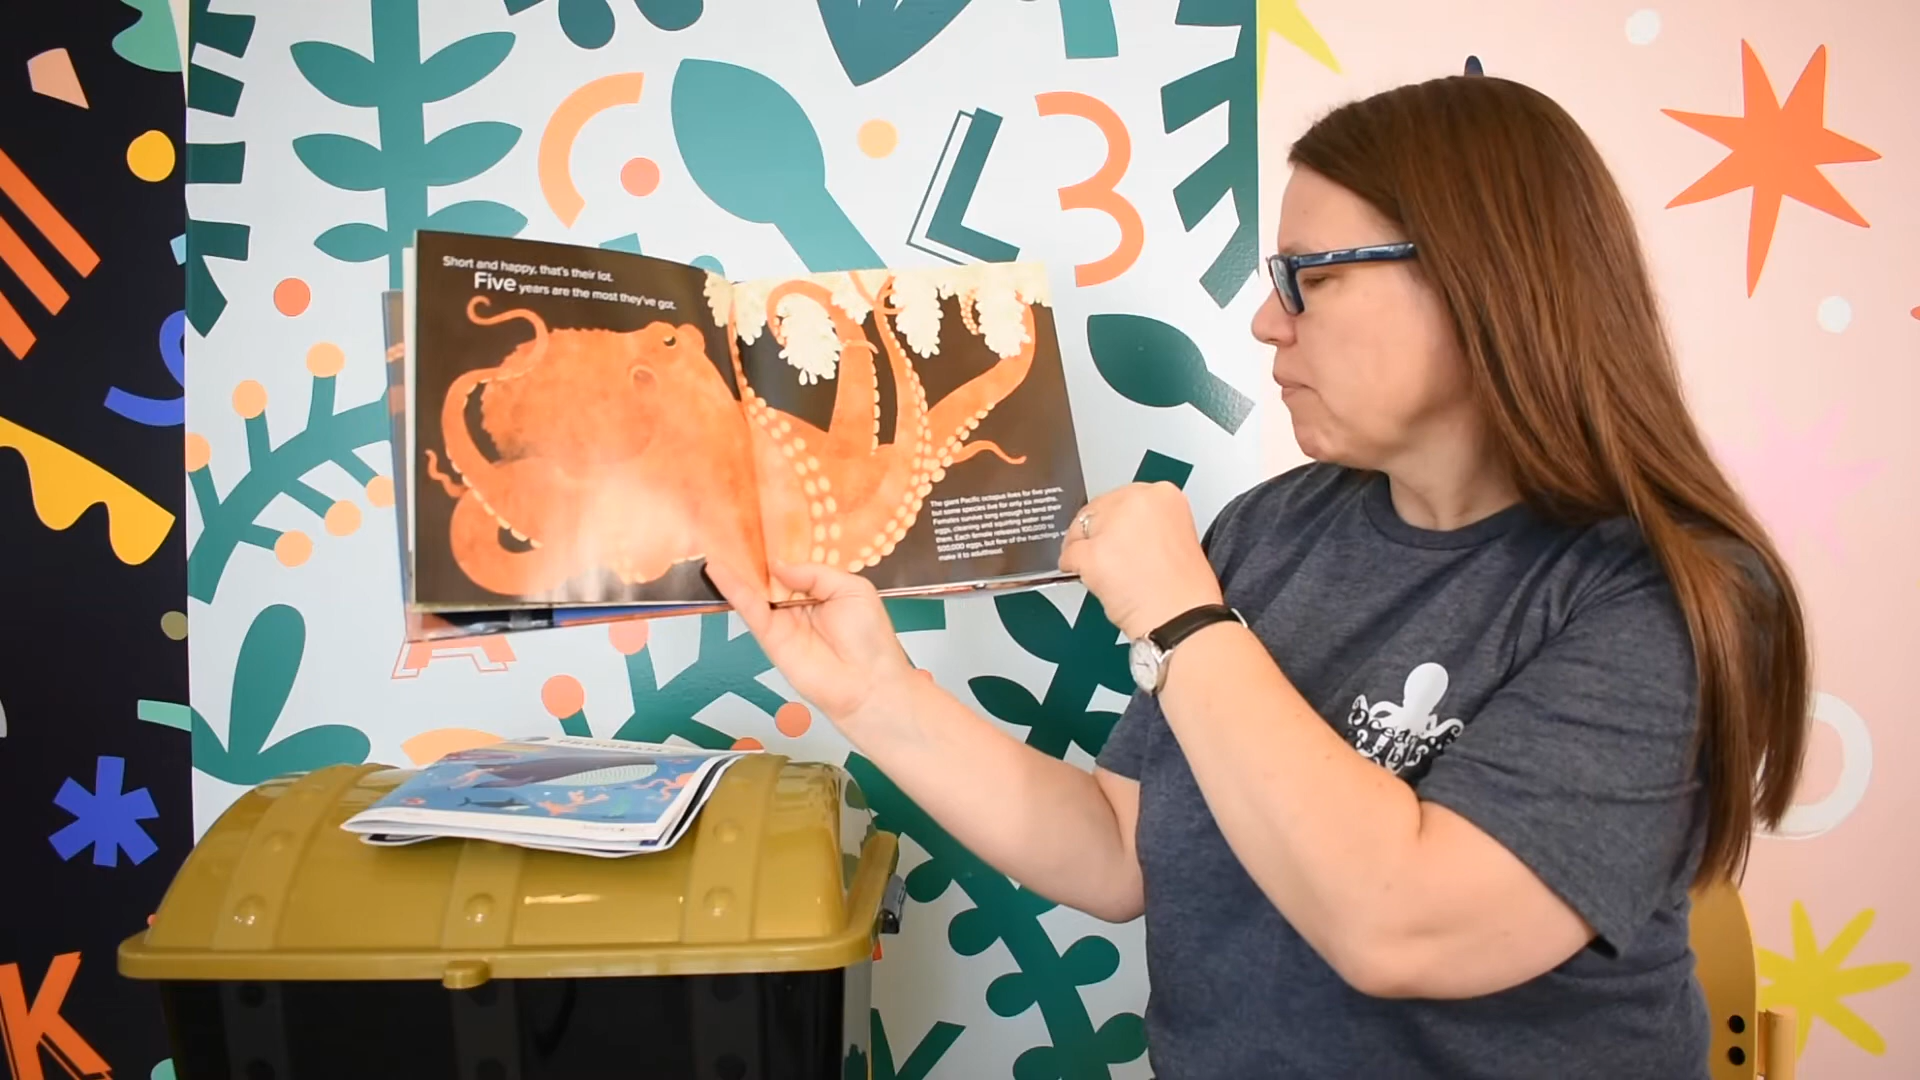 Short and happy, that's their lot.
Five years are the most they've got.
The giant Pacific octopus lives for five years,
but some species live for only six months.
Females survive long enough to tend their
eggs, cleaning and squirting water over
them. Each female releases 100,000 to
500,000 eggs, but few of the hatchlings
make it to adulthood.
PROGRAM
K